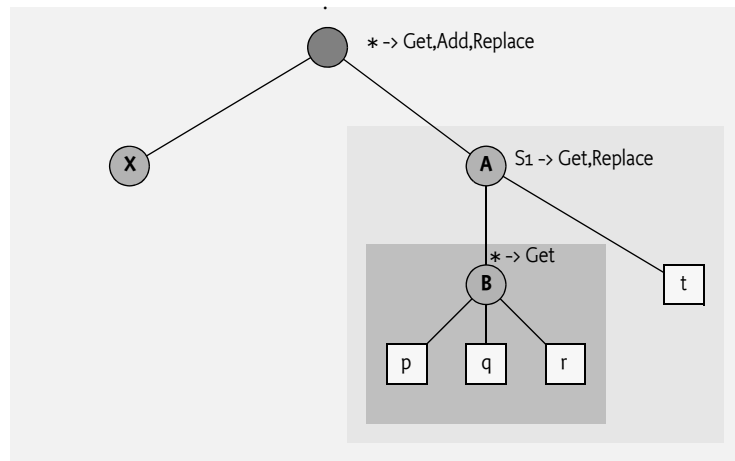 .
* -> Get,Add,Replace
X
A
S1 -> Get,Replace
* -> Get
B
t
p
q
r